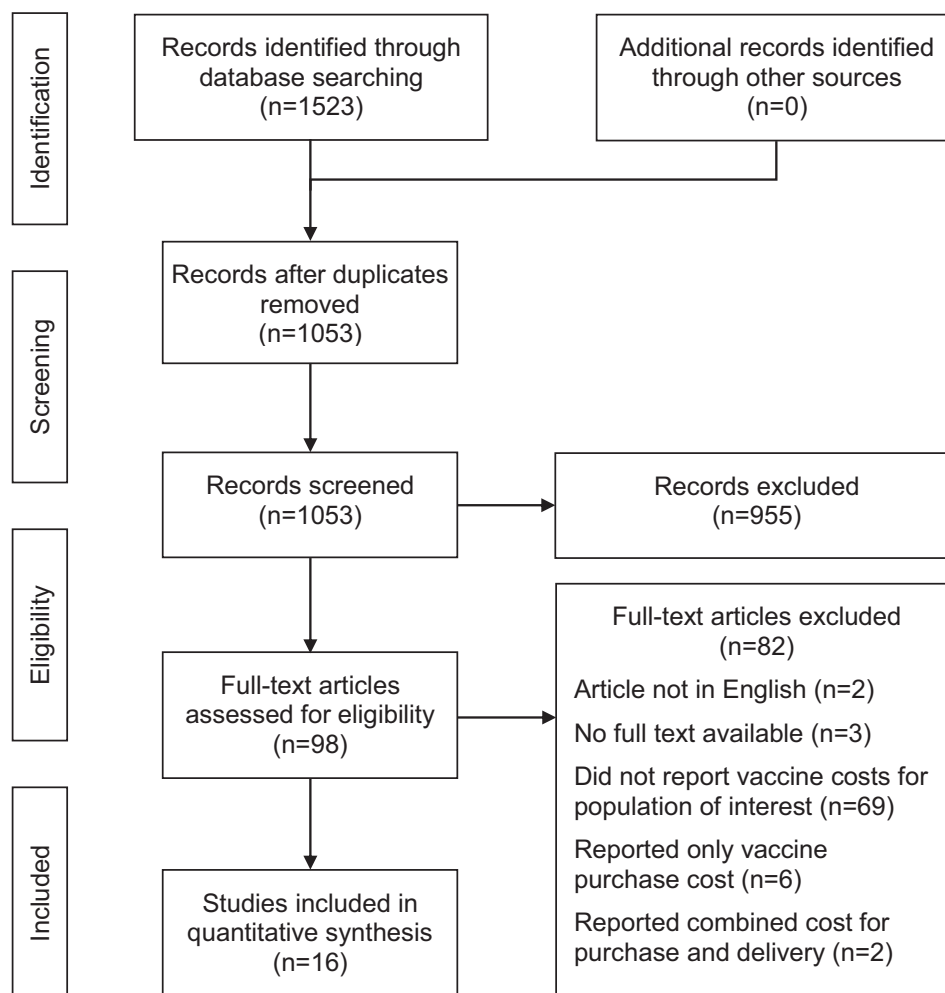 Identification
Records identified through
database searching
(n=1523)
Additional records identified
through other sources
(n=0)
Screening
Records after duplicates
removed
(n=1053)
Records screened
(n=1053)
Records excluded
(n=955)
Eligibility
Full-text articles
assessed for eligibility
(n=98)
Full-text articles excluded
(n=82)
Article not in English (n=2)
No full text available (n=3)
Did not report vaccine costs for
population of interest (n=69)
Reported only vaccine
purchase cost (n=6)
Reported combined cost for
purchase and delivery (n=2)
Included
Studies included in
quantitative synthesis
(n=16)